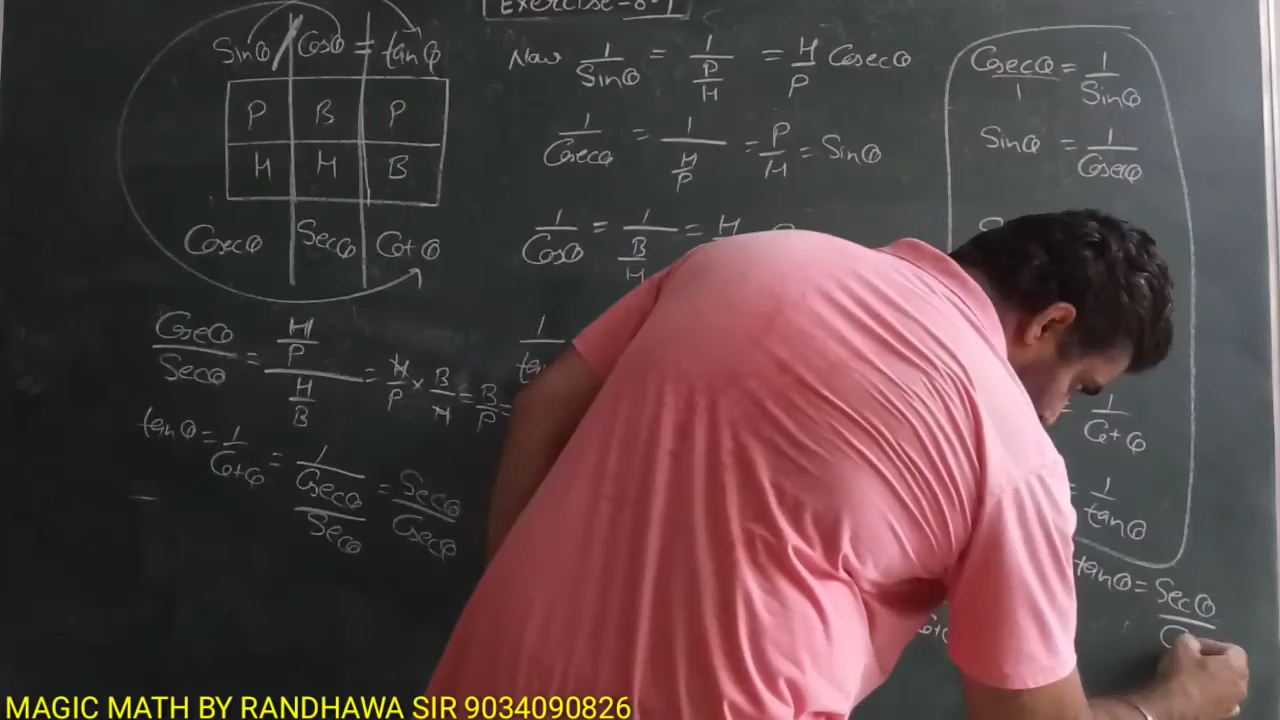 Exercise-8.1
Sinθ / Cosθ = tanθ
P B P
H H B
Cosecθ Secθ Cotθ
Cosecθ/Secθ = (H/P)/(H/B) = H/P × B/H = B/P =
tanθ = 1/Cotθ = 1/(Cosecθ/Secθ) = Secθ/Cosecθ
=
Now 1/Sinθ = 1/(P/H) = H/P Cosecθ
1/Cosecθ = 1/(H/P) = P/H = Sinθ
1/Cosθ = 1/(B/H) = H
1/tan
Cosecθ/1 = 1/Sinθ
Sinθ = 1/Cosecθ
= 1/Cotθ
= 1/tanθ
tanθ = Secθ/C
MAGIC MATH BY RANDHAWA SIR 9034090826